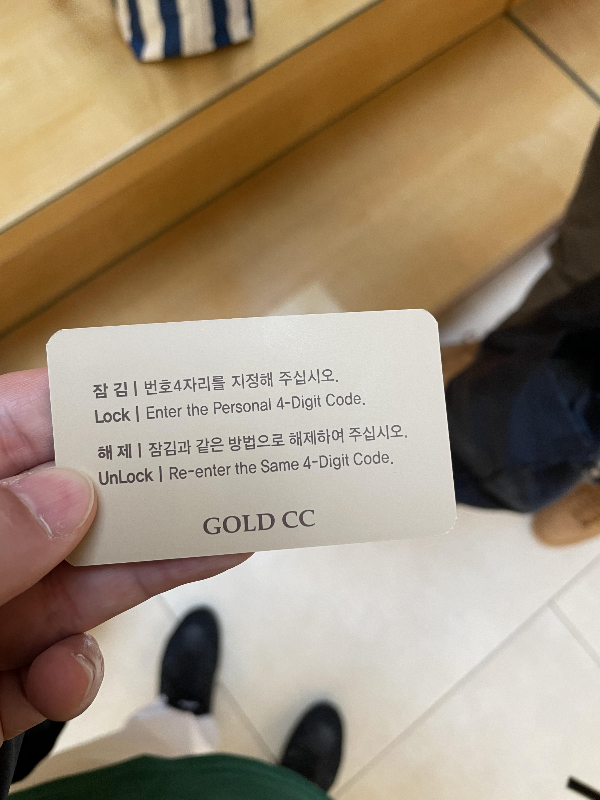 잠 김 | 번호4자리를 지정해 주십시오.
Lock | Enter the Personal 4-Digit Code.
해 제 | 잠김과 같은 방법으로 해제하여 주십시오.
UnLock | Re-enter the Same 4-Digit Code.
GOLD CC